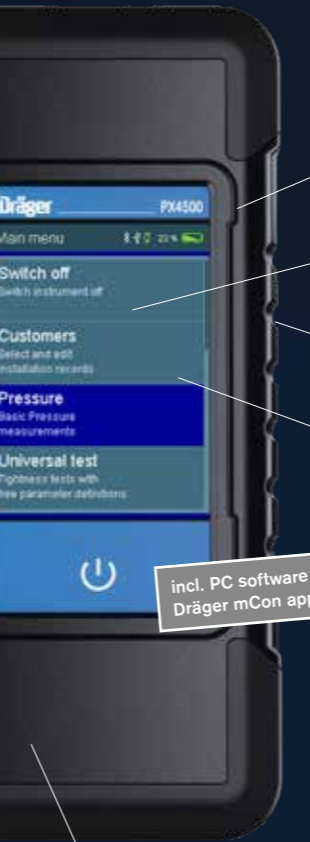 Dräger PX4500
Main menu
Switch off
Switch instrument off
Customers
Select and edit
installation records
Pressure
Basic Pressure
measurements
Universal test
Tightness tests with
free parameter definitions
incl. PC software
Dräger mCon app